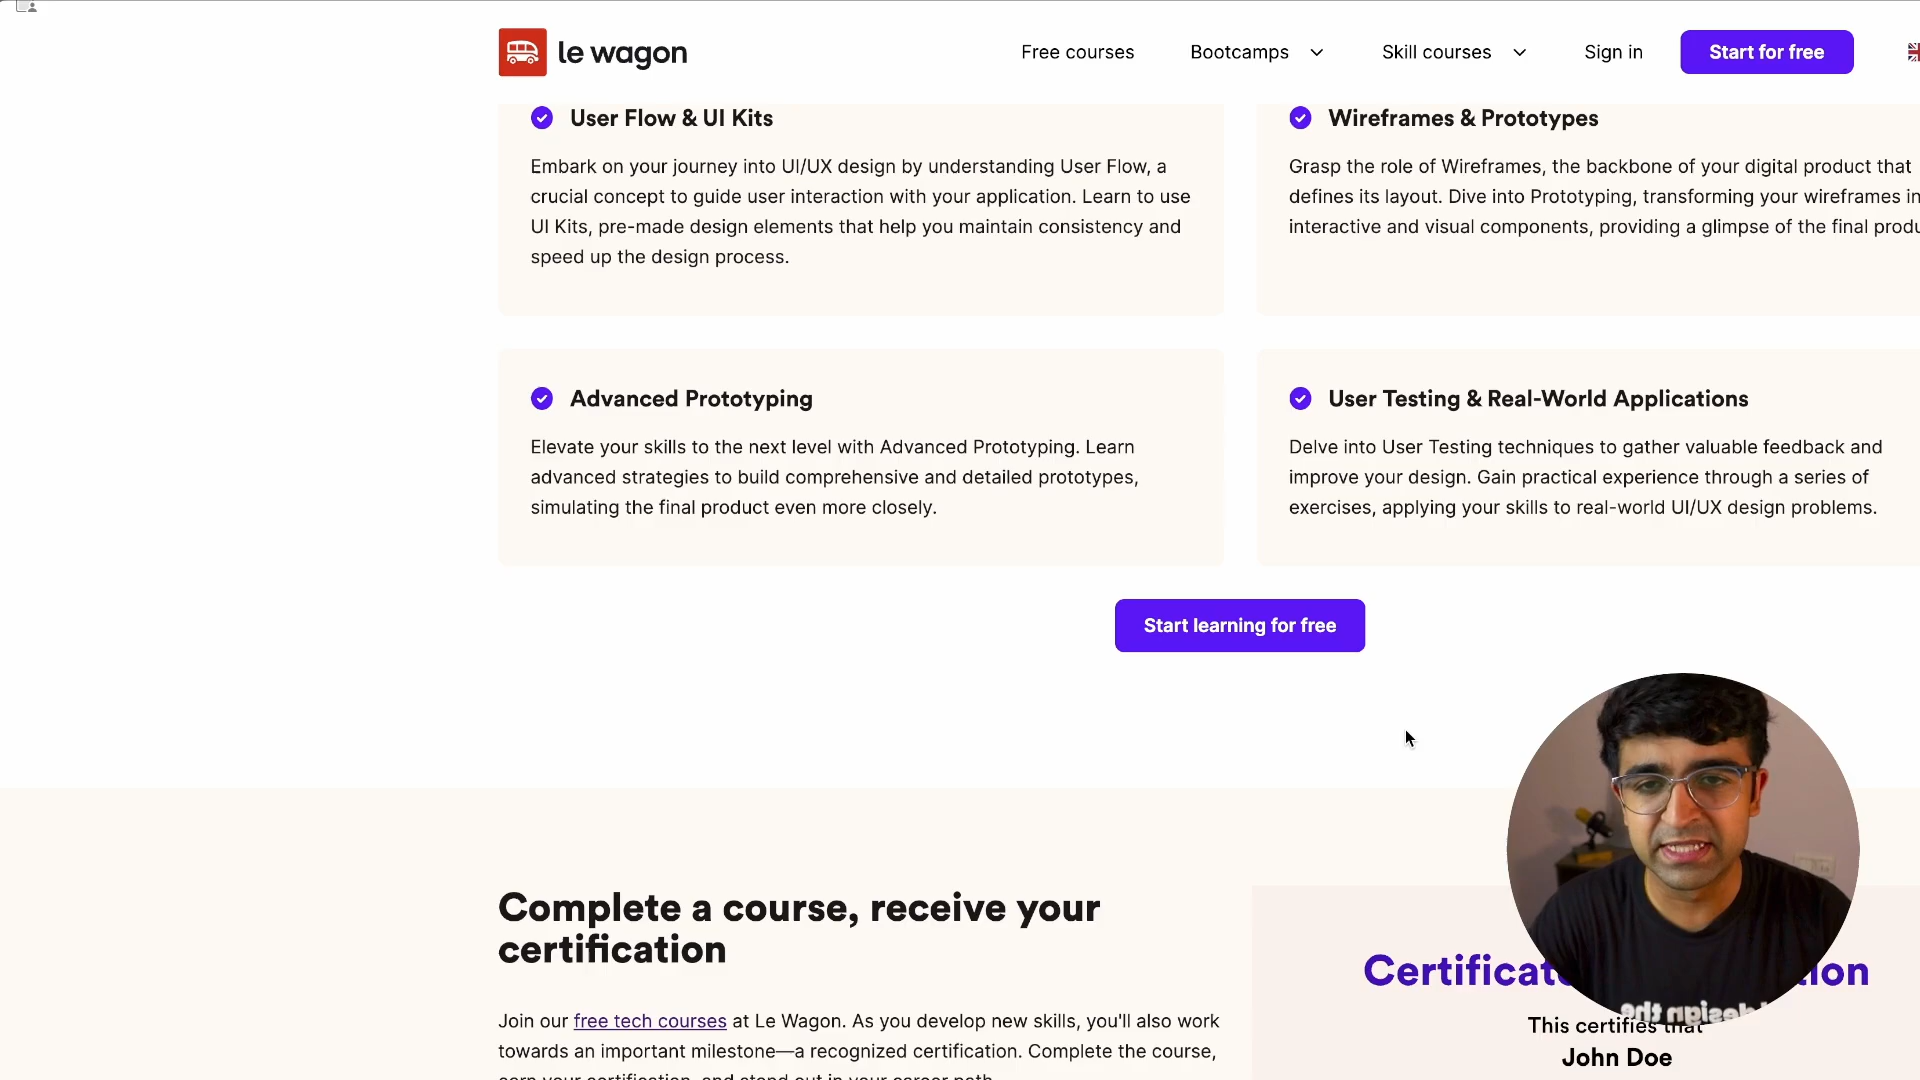 le wagon
Free courses
Bootcamps
Skill courses
Sign in
Start for free
User Flow & UI Kits
Embark on your journey into UI/UX design by understanding User Flow, a
crucial concept to guide user interaction with your application. Learn to use
UI Kits, pre-made design elements that help you maintain consistency and
speed up the design process.
Wireframes & Prototypes
Grasp the role of Wireframes, the backbone of your digital product that
defines its layout. Dive into Prototyping, transforming your wireframes
interactive and visual components, providing a glimpse of the final
Advanced Prototyping
Elevate your skills to the next level with Advanced Prototyping. Learn
advanced strategies to build comprehensive and detailed prototypes,
simulating the final product even more closely.
User Testing & Real-World Applications
Delve into User Testing techniques to gather valuable feedback and
improve your design. Gain practical experience through a series of
exercises, applying your skills to real-world UI/UX design problems.
Start learning for free
Complete a course, receive your
certification
Join our free tech courses at Le Wagon. As you develop new skills, you'll also work
towards an important milestone—a recognized certification. Complete the course,
This certifies that
John Doe